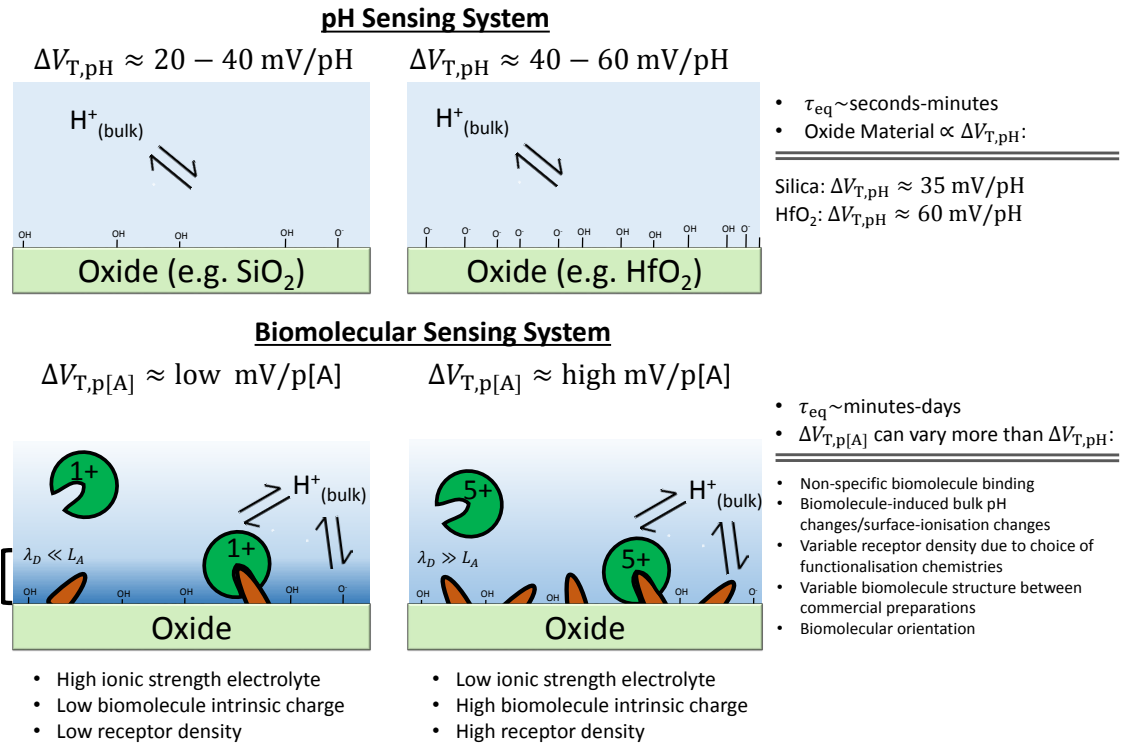 pH Sensing System
ΔV_T,pH ≈ 20 − 40 mV/pH
ΔV_T,pH ≈ 40 − 60 mV/pH
H⁺(bulk)
H⁺(bulk)
• τ_eq~seconds-minutes
• Oxide Material ∝ ΔV_T,pH:
Silica: ΔV_T,pH ≈ 35 mV/pH
HfO₂: ΔV_T,pH ≈ 60 mV/pH
OH OH OH OH O⁻
O⁻ OH O⁻ O⁻ O⁻ OH OH OH OH OH O⁻
Oxide (e.g. SiO₂)
Oxide (e.g. HfO₂)
Biomolecular Sensing System
ΔV_T,p[A] ≈ low mV/p[A]
ΔV_T,p[A] ≈ high mV/p[A]
• τ_eq~minutes-days
• ΔV_T,p[A] can vary more than ΔV_T,pH:
1+
H⁺(bulk)
1+
λ_D ≪ L_A
OH OH OH OH O⁻
Oxide
5+
H⁺(bulk)
5+
λ_D ≫ L_A
OH OH OH OH O⁻
Oxide
• Non-specific biomolecule binding
• Biomolecule-induced bulk pH
changes/surface-ionisation changes
• Variable receptor density due to choice of
functionalisation chemistries
• Variable biomolecule structure between
commercial preparations
• Biomolecular orientation
• High ionic strength electrolyte
• Low biomolecule intrinsic charge
• Low receptor density
• Low ionic strength electrolyte
• High biomolecule intrinsic charge
• High receptor density